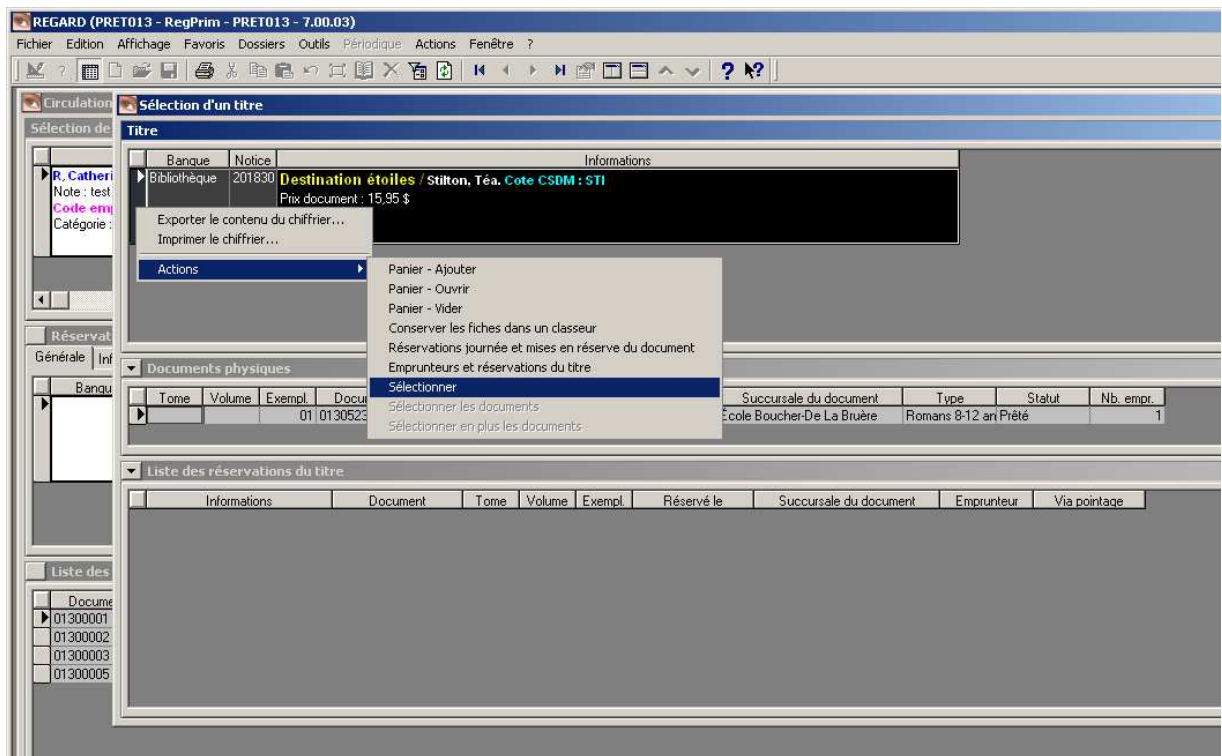 REGARD (PRET013 - RegPrim - PRET013 - 7.00.03)
Fichier Edition Affichage Favoris Dossiers Outils Périodique Actions Fenêtre ?
Circulation
Sélection d'un titre
Sélection de
Titre
Banque Notice Informations
R, Catheri
Note : test
Code emp
Catégorie :
Bibliothèque 201830 Destination étoiles / Stilton, Téa. Cote CSDM : STI
Prix document : 15,95 $
Exporter le contenu du chiffrier...
Imprimer le chiffrier...
Actions
Panier - Ajouter
Panier - Ouvrir
Panier - Vider
Conserver les fiches dans un classeur
Réservations journée et mises en réserve du document
Emprunteurs et réservations du titre
Sélectionner
Sélectionner les documents
Sélectionner en plus les documents
Réservat
Générale Inf
Banqu
Documents physiques
Tome Volume Exempl. Docu Succursale du document Type Statut Nb. empr.
01 0130523 École Boucher-De La Bruère Romans 8-12 an Prêté 1
Liste des réservations du titre
Informations Document Tome Volume Exempl. Réservé le Succursale du document Emprunteur Via pointage
Liste des
Docume
01300001
01300002
01300003
01300005